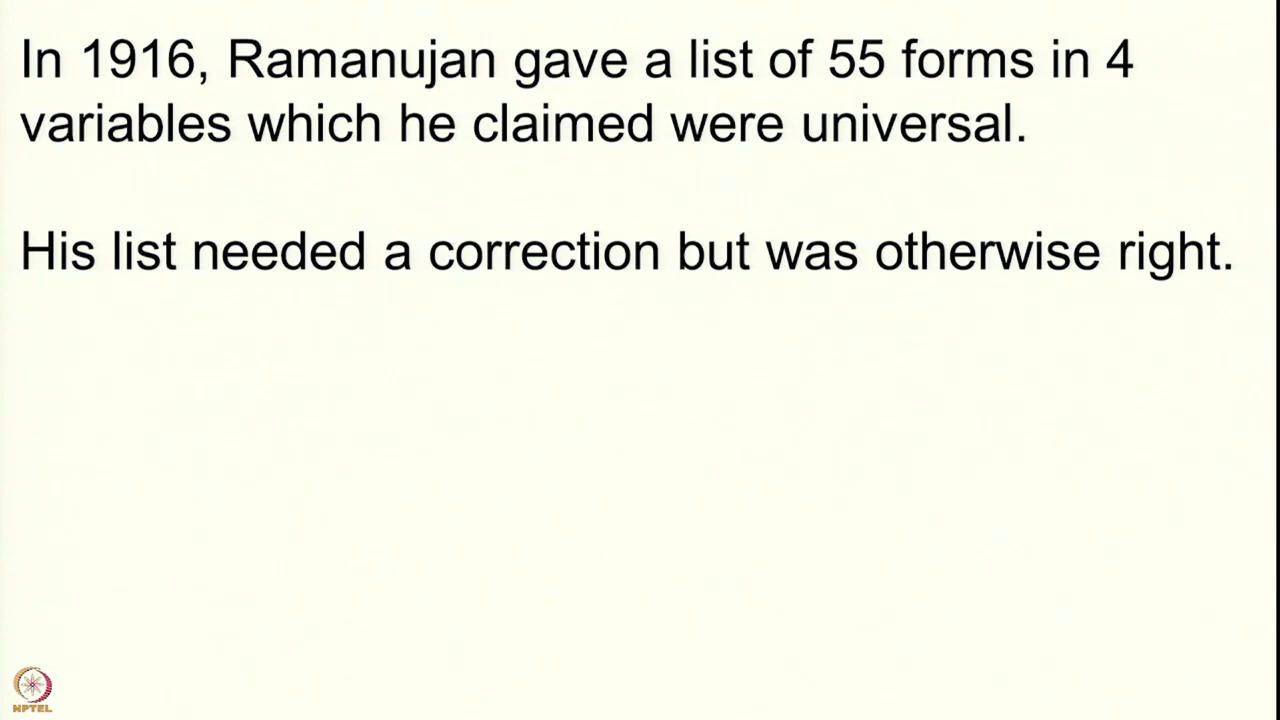 In 1916, Ramanujan gave a list of 55 forms in 4
variables which he claimed were universal.
His list needed a correction but was otherwise right.
NPTEL